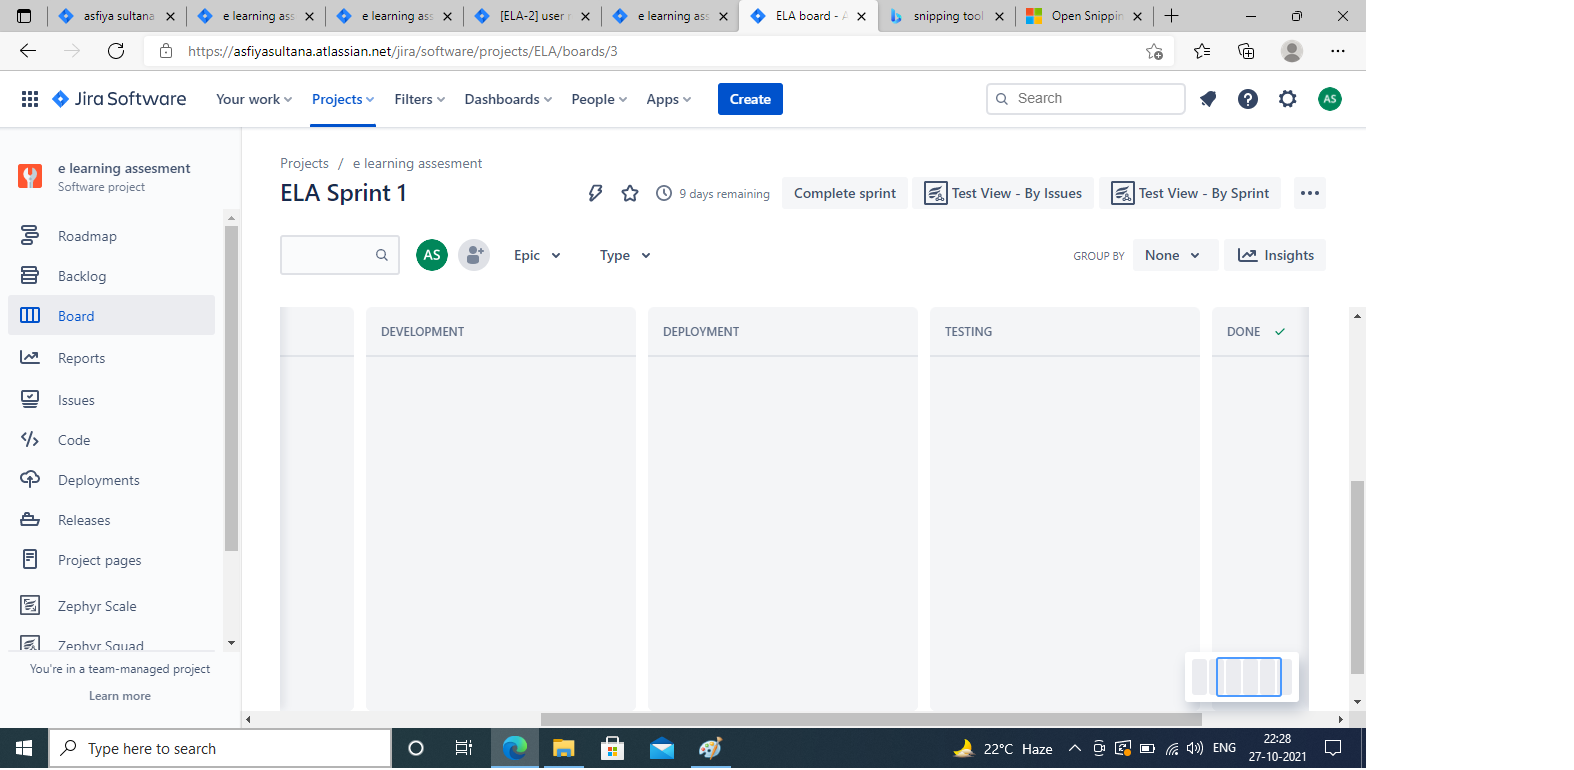 asfiya sultana
e learning ass
e learning ass
[ELA-2] user r
e learning ass
ELA board - A
snipping tool
Open Snippin
https://asfiyasultana.atlassian.net/jira/software/projects/ELA/boards/3
Jira Software
Your work
Projects
Filters
Dashboards
People
Apps
Create
Search
AS
e learning assesment
Software project
Roadmap
Backlog
Board
Reports
Issues
Code
Deployments
Releases
Project pages
Zephyr Scale
Zephyr Squad
You're in a team-managed project
Learn more
Projects / e learning assesment
ELA Sprint 1
9 days remaining
Complete sprint
Test View - By Issues
Test View - By Sprint
AS
Epic
Type
GROUP BY
None
Insights
DEVELOPMENT
DEPLOYMENT
TESTING
DONE
Type here to search
22°C Haze
ENG
22:28
27-10-2021